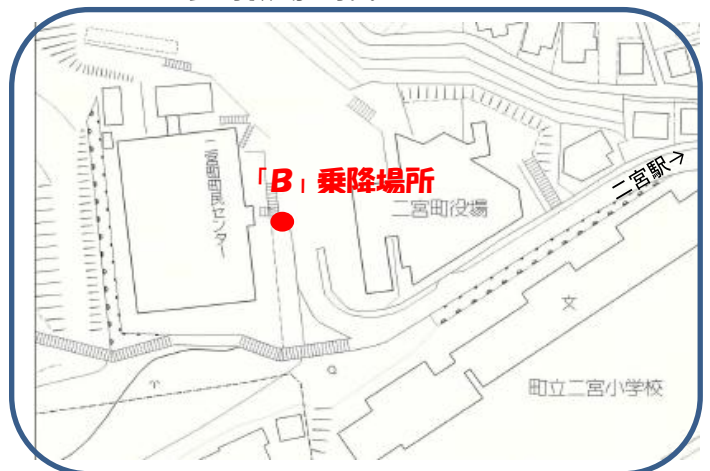 「B」乗降場所
二宮町民センター
二宮町役場
二宮駅→
文
町立二宮小学校